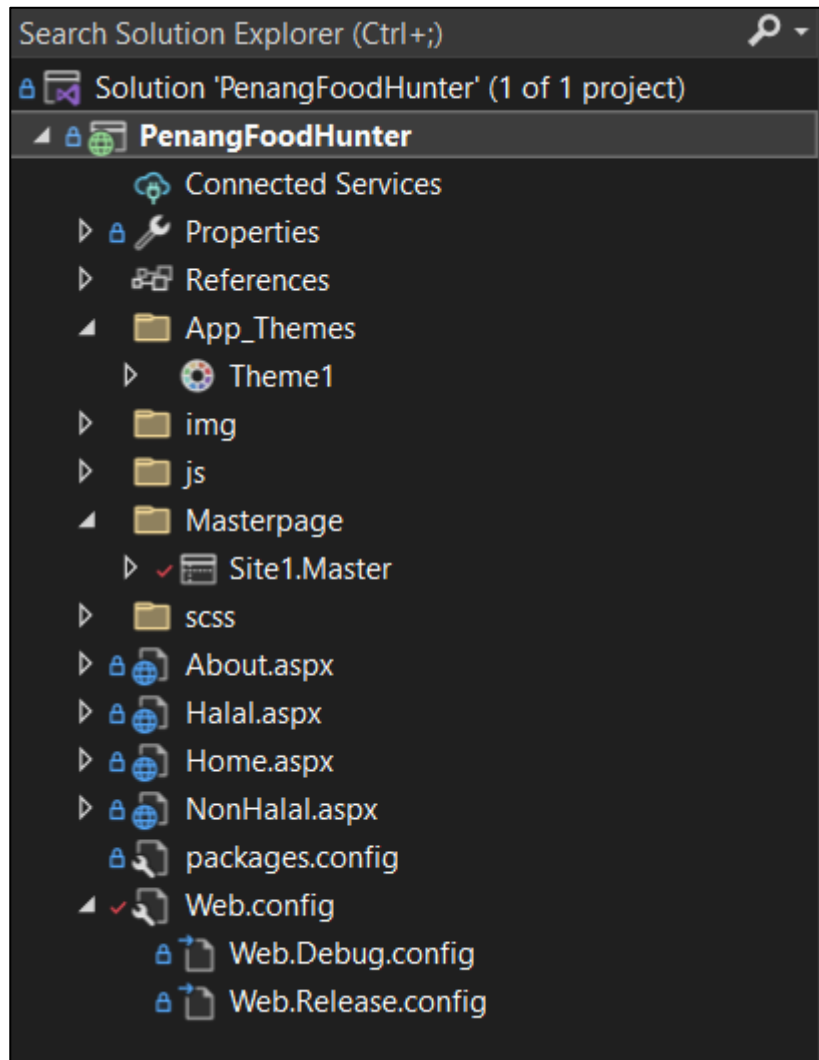 Search Solution Explorer (Ctrl+;)
Solution 'PenangFoodHunter' (1 of 1 project)
PenangFoodHunter
Connected Services
Properties
References
App_Themes
Theme1
img
js
Masterpage
Site1.Master
scss
About.aspx
Halal.aspx
Home.aspx
NonHalal.aspx
packages.config
Web.config
Web.Debug.config
Web.Release.config